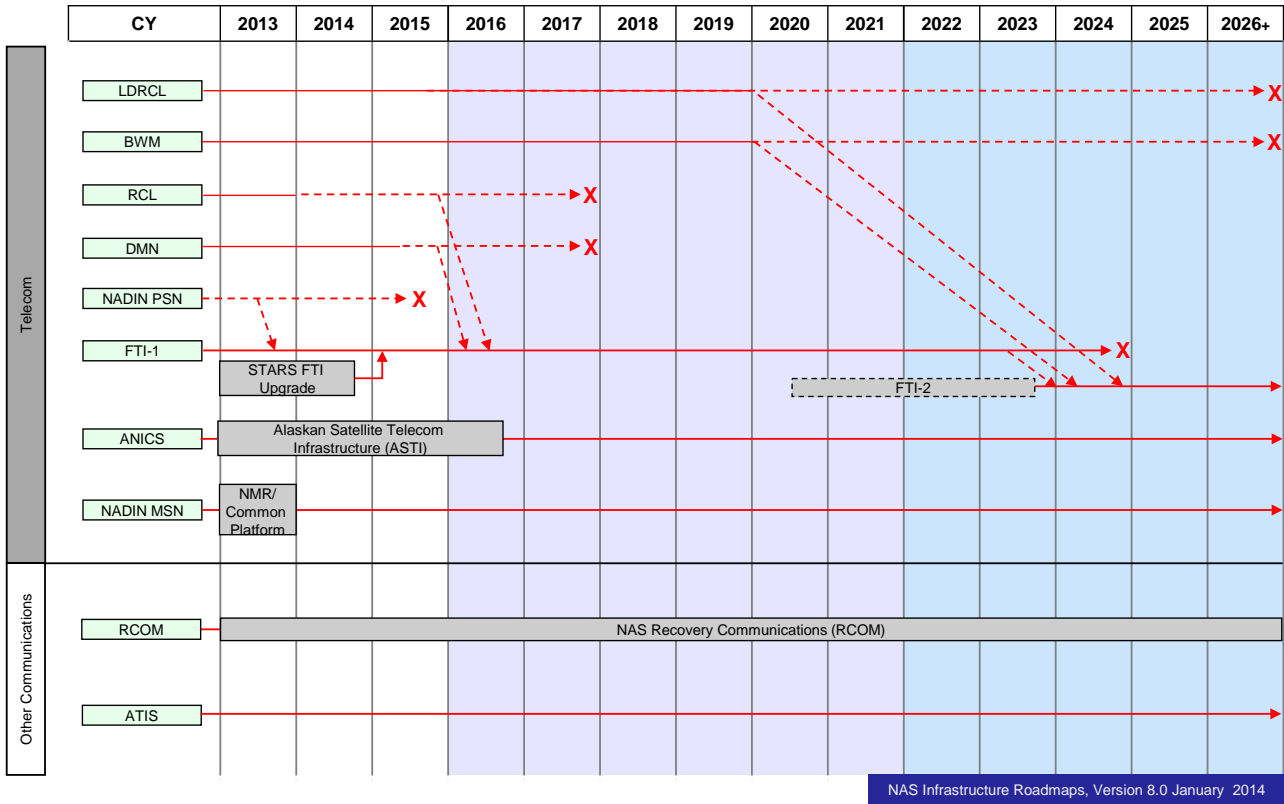 CY 2013 2014 2015 2016 2017 2018 2019 2020 2021 2022 2023 2024 2025 2026+
Telecom
LDRCL X
BWM X
RCL X
DMN X
NADIN PSN X
FTI-1 X
STARS FTI
Upgrade
FTI-2
ANICS
Alaskan Satellite Telecom
Infrastructure (ASTI)
NADIN MSN
NMR/
Common
Platform
Other Communications
RCOM NAS Recovery Communications (RCOM)
ATIS
NAS Infrastructure Roadmaps, Version 8.0 January 2014